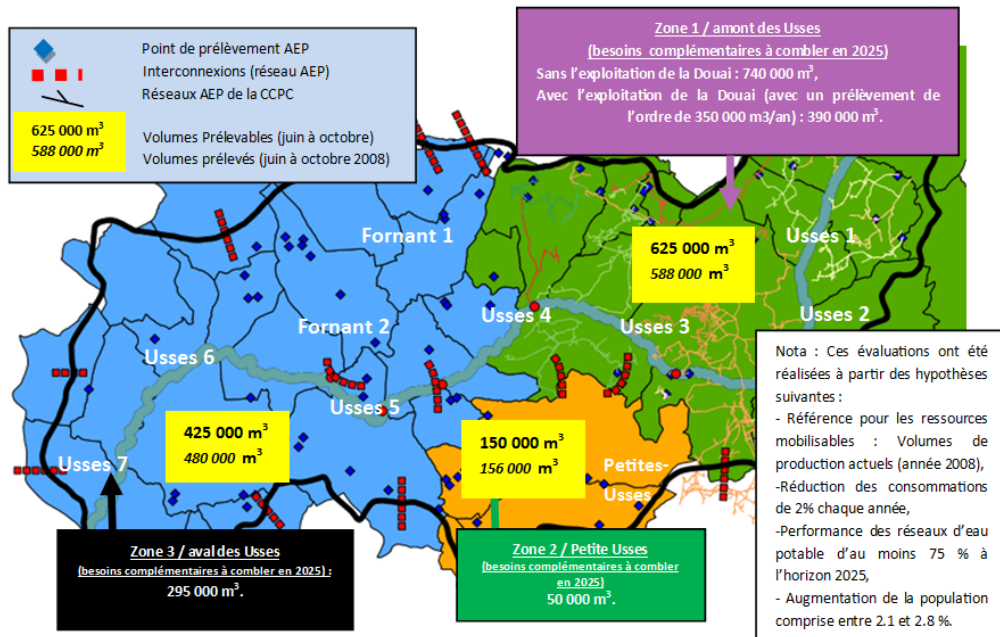 Point de prélèvement AEP
Interconnexions (réseau AEP)
Réseaux AEP de la CCPC
625 000 m³
588 000 m³
Volumes Prélevables (juin à octobre)
Volumes prélevés (juin à octobre 2008)
Zone 1 / amont des Usses
(besoins complémentaires à combler en 2025)
Sans l'exploitation de la Douai : 740 000 m³,
Avec l'exploitation de la Douai (avec un prélèvement de
l'ordre de 350 000 m3/an) : 390 000 m³.
Fornant 1
625 000 m³
588 000 m³
Usses 1
Usses 2
Usses 3
Usses 4
Fornant 2
Usses 6
Usses 5
425 000 m³
480 000 m³
Usses 7
150 000 m³
156 000 m³
Petites-
Usses
Zone 3 / aval des Usses
(besoins complémentaires à combler en 2025) :
295 000 m³.
Zone 2 / Petite Usses
(besoins complémentaires à combler
en 2025)
50 000 m³.
Nota : Ces évaluations ont été
réalisées à partir des hypothèses
suivantes :
- Référence pour les ressources
mobilisables : Volumes de
production actuels (année 2008),
-Réduction des consommations
de 2% chaque année,
-Performance des réseaux d'eau
potable d'au moins 75 % à
l'horizon 2025,
- Augmentation de la population
comprise entre 2.1 et 2.8 %.